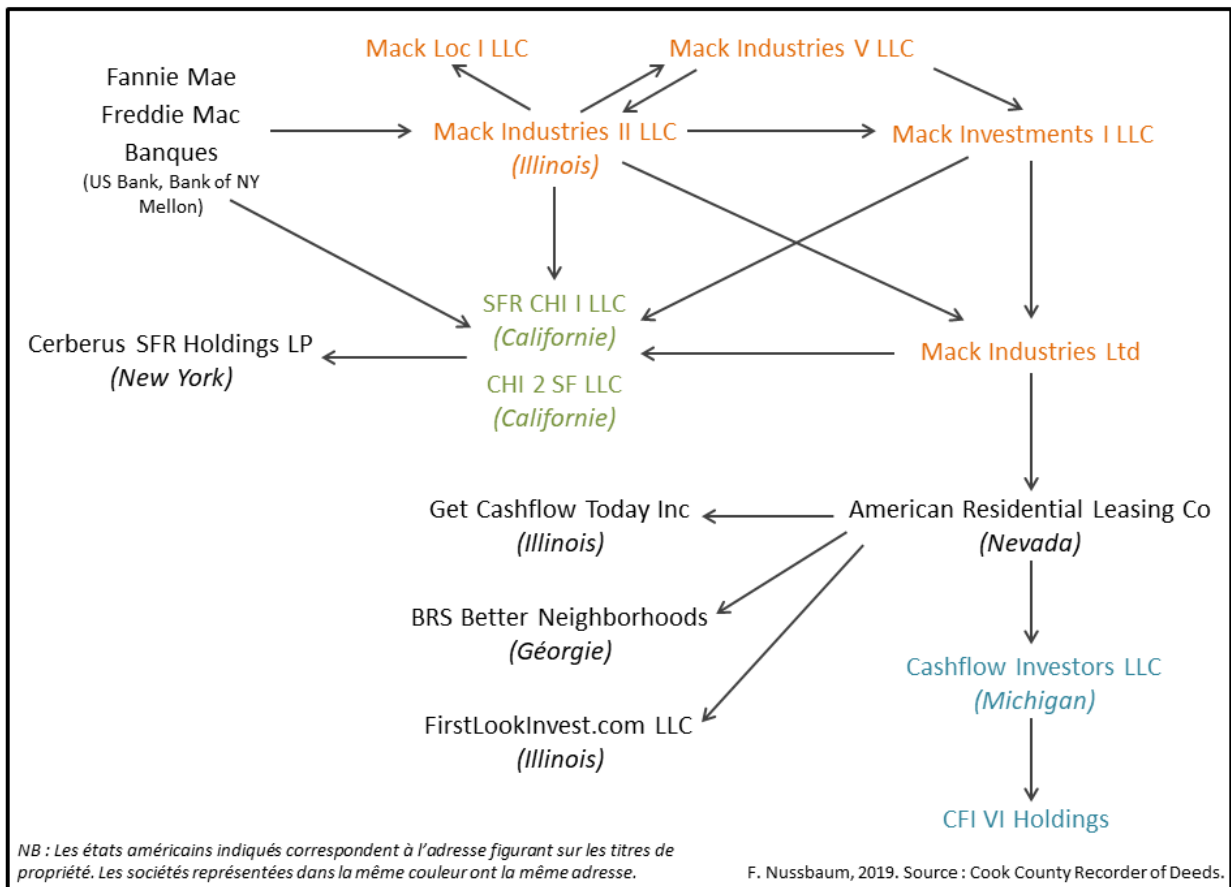 Mack Loc I LLC
Mack Industries V LLC
Fannie Mae
Freddie Mac
Banques
(US Bank, Bank of NY
Mellon)
Mack Industries II LLC
(Illinois)
Mack Investments I LLC
SFR CHI I LLC
(Californie)
CHI 2 SF LLC
(Californie)
Cerberus SFR Holdings LP
(New York)
Mack Industries Ltd
Get Cashflow Today Inc
(Illinois)
American Residential Leasing Co
(Nevada)
BRS Better Neighborhoods
(Géorgie)
Cashflow Investors LLC
(Michigan)
FirstLookInvest.com LLC
(Illinois)
CFI VI Holdings
NB : Les états américains indiqués correspondent à l'adresse figurant sur les titres de
propriété. Les sociétés représentées dans la même couleur ont la même adresse.
F. Nussbaum, 2019. Source : Cook County Recorder of Deeds.